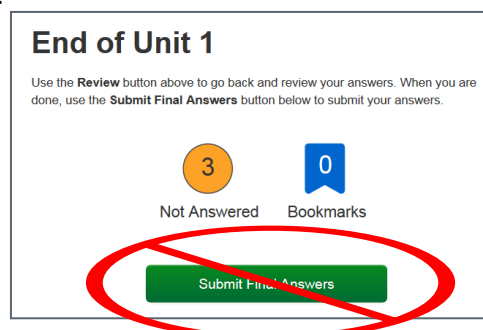 End of Unit 1
Use the Review button above to go back and review your answers. When you are
done, use the Submit Final Answers button below to submit your answers.
3
0
Not Answered
Bookmarks
Submit Final Answers